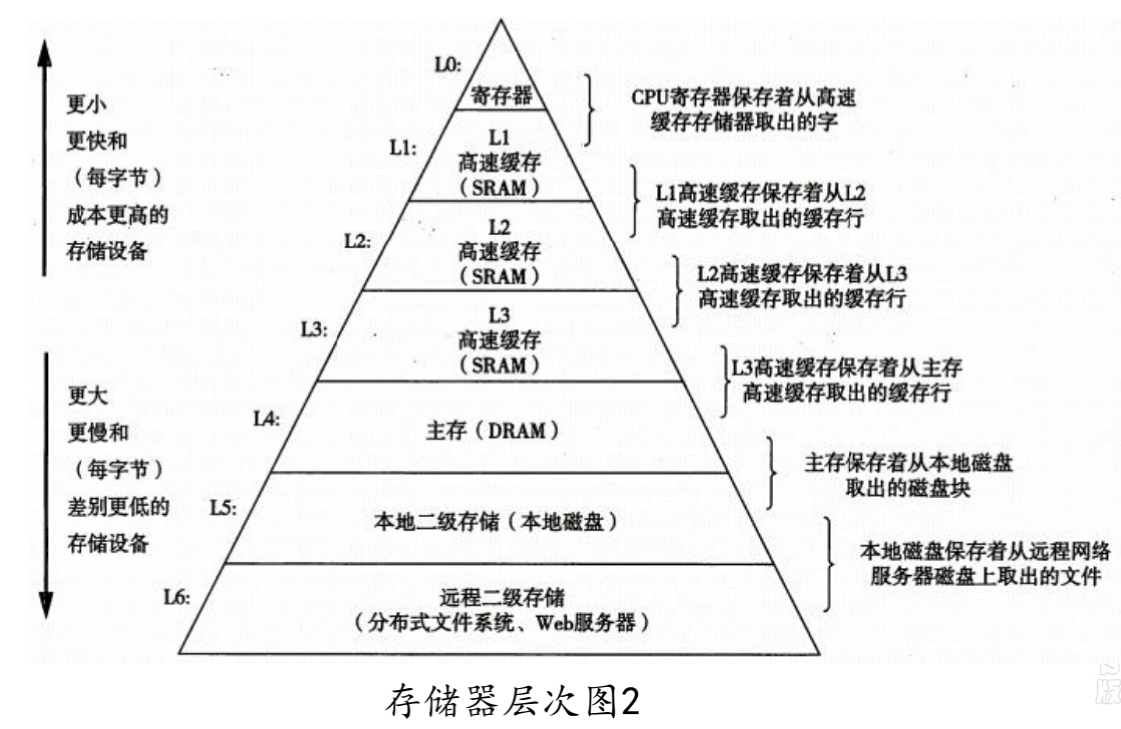 更小
更快和
（每字节）
成本更高的
存储设备
更大
更慢和
（每字节）
差别更低的
存储设备
L0:
寄存器
L1:
L1
高速缓存
（SRAM）
L2:
L2
高速缓存
（SRAM）
L3:
L3
高速缓存
（SRAM）
L4:
主存（DRAM）
L5:
本地二级存储（本地磁盘）
L6:
远程二级存储
（分布式文件系统、Web服务器）
CPU寄存器保存着从高速
缓存存储器取出的字
L1高速缓存保存着从L2
高速缓存取出的缓存行
L2高速缓存保存着从L3
高速缓存取出的缓存行
L3高速缓存保存着从主存
高速缓存取出的缓存行
主存保存着从本地磁盘
取出的磁盘块
本地磁盘保存着从远程网络
服务器磁盘上取出的文件
存储器层次图2
版